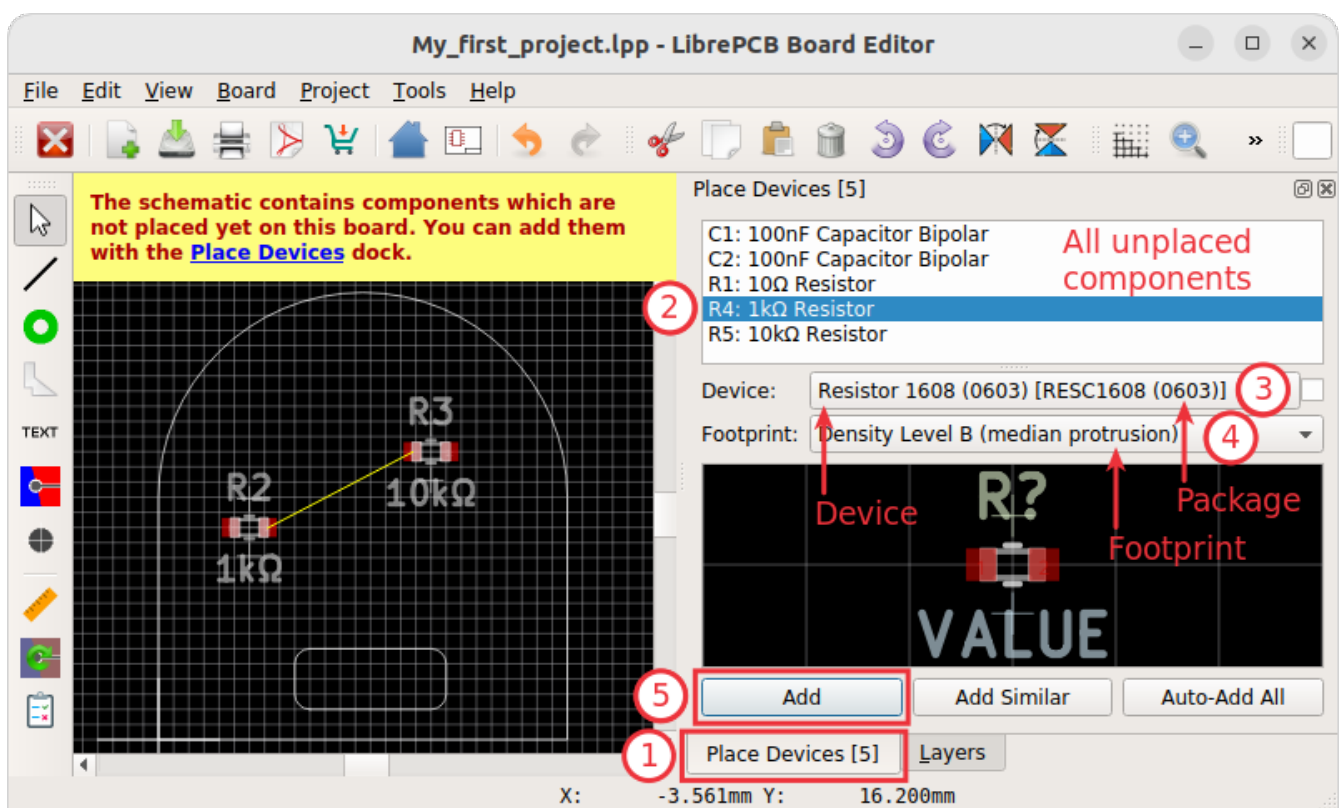 My_first_project.lpp - LibrePCB Board Editor
File Edit View Board Project Tools Help
»
The schematic contains components which are
not placed yet on this board. You can add them
with the Place Devices dock.
Place Devices [5]
C1: 100nF Capacitor Bipolar
C2: 100nF Capacitor Bipolar
R1: 10Ω Resistor
R4: 1kΩ Resistor
R5: 10kΩ Resistor
All unplaced
components
2
Device: Resistor 1608 (0603) [RESC1608 (0603)] 3
Footprint: Density Level B (median protrusion) 4
TEXT
R3
10kΩ
R2
1kΩ
R?
VALUE
Device
Package
Footprint
5 Add Add Similar Auto-Add All
1 Place Devices [5] Layers
X: -3.561mm Y: 16.200mm